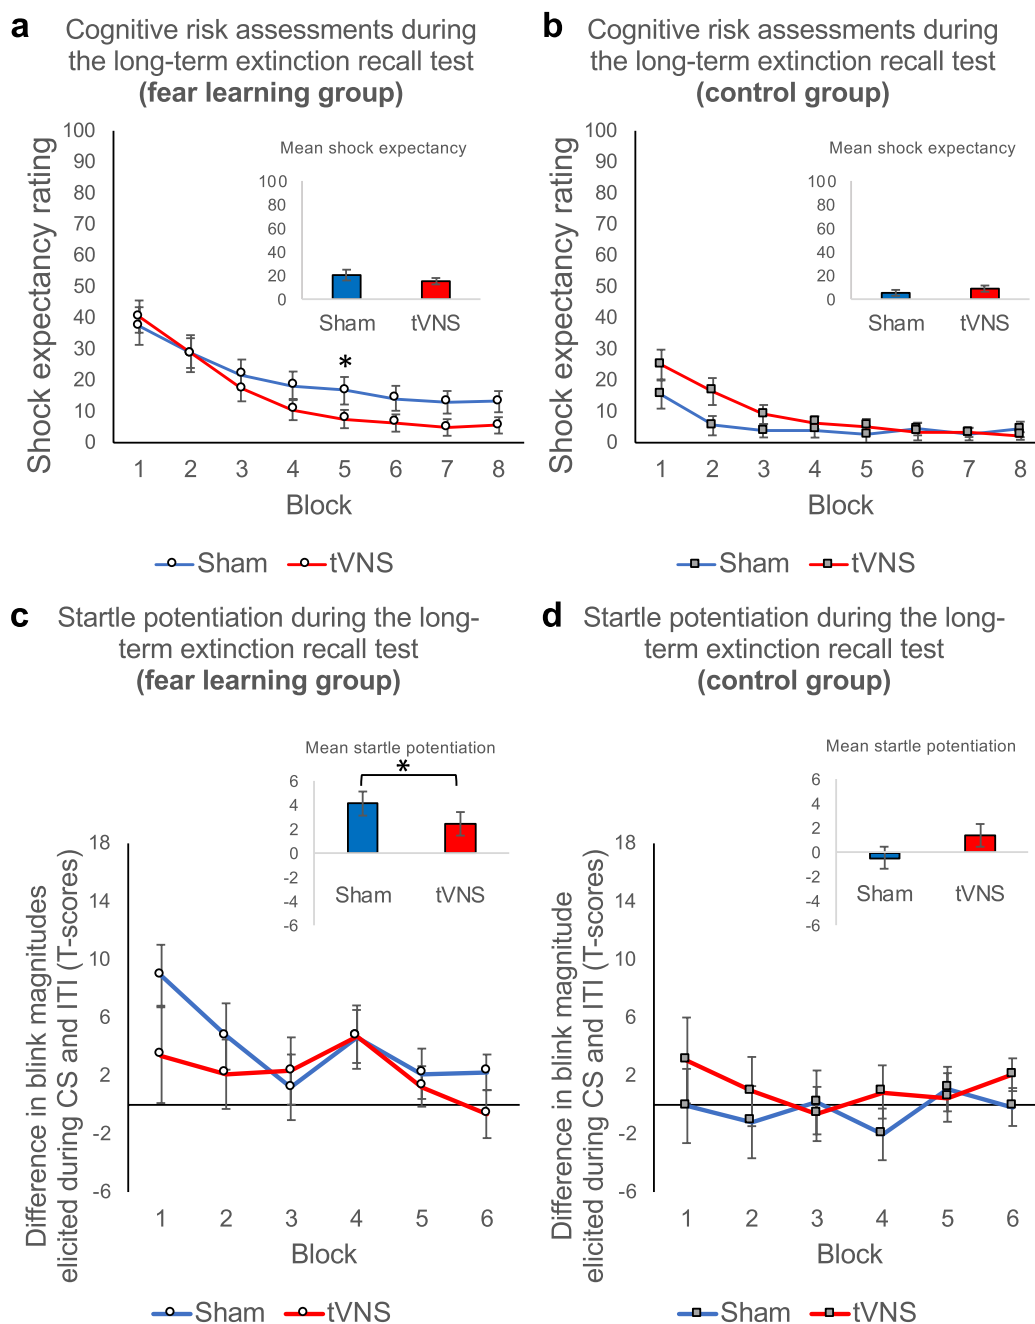 a
Cognitive risk assessments during
the long-term extinction recall test
(fear learning group)
Shock expectancy rating
100
90
80
70
60
50
40
30
20
10
0
Mean shock expectancy
100
80
60
40
20
0
Sham
tVNS
*
1 2 3 4 5 6 7 8
Block
Sham tVNS
b
Cognitive risk assessments during
the long-term extinction recall test
(control group)
Shock expectancy rating
100
90
80
70
60
50
40
30
20
10
0
Mean shock expectancy
100
80
60
40
20
0
Sham
tVNS
1 2 3 4 5 6 7 8
Block
Sham tVNS
c
Startle potentiation during the long-
term extinction recall test
(fear learning group)
Difference in blink magnitudes
elicited during CS and ITI (T-scores)
18
14
10
6
2
-2
-6
Mean startle potentiation
*
6
4
2
0
-2
-4
-6
Sham
tVNS
1 2 3 4 5 6
Block
Sham tVNS
d
Startle potentiation during the long-
term extinction recall test
(control group)
Difference in blink magnitude
elicited during CS and ITI (T-scores)
18
14
10
6
2
-2
-6
Mean startle potentiation
6
4
2
0
-2
-4
-6
Sham
tVNS
1 2 3 4 5 6
Block
Sham tVNS